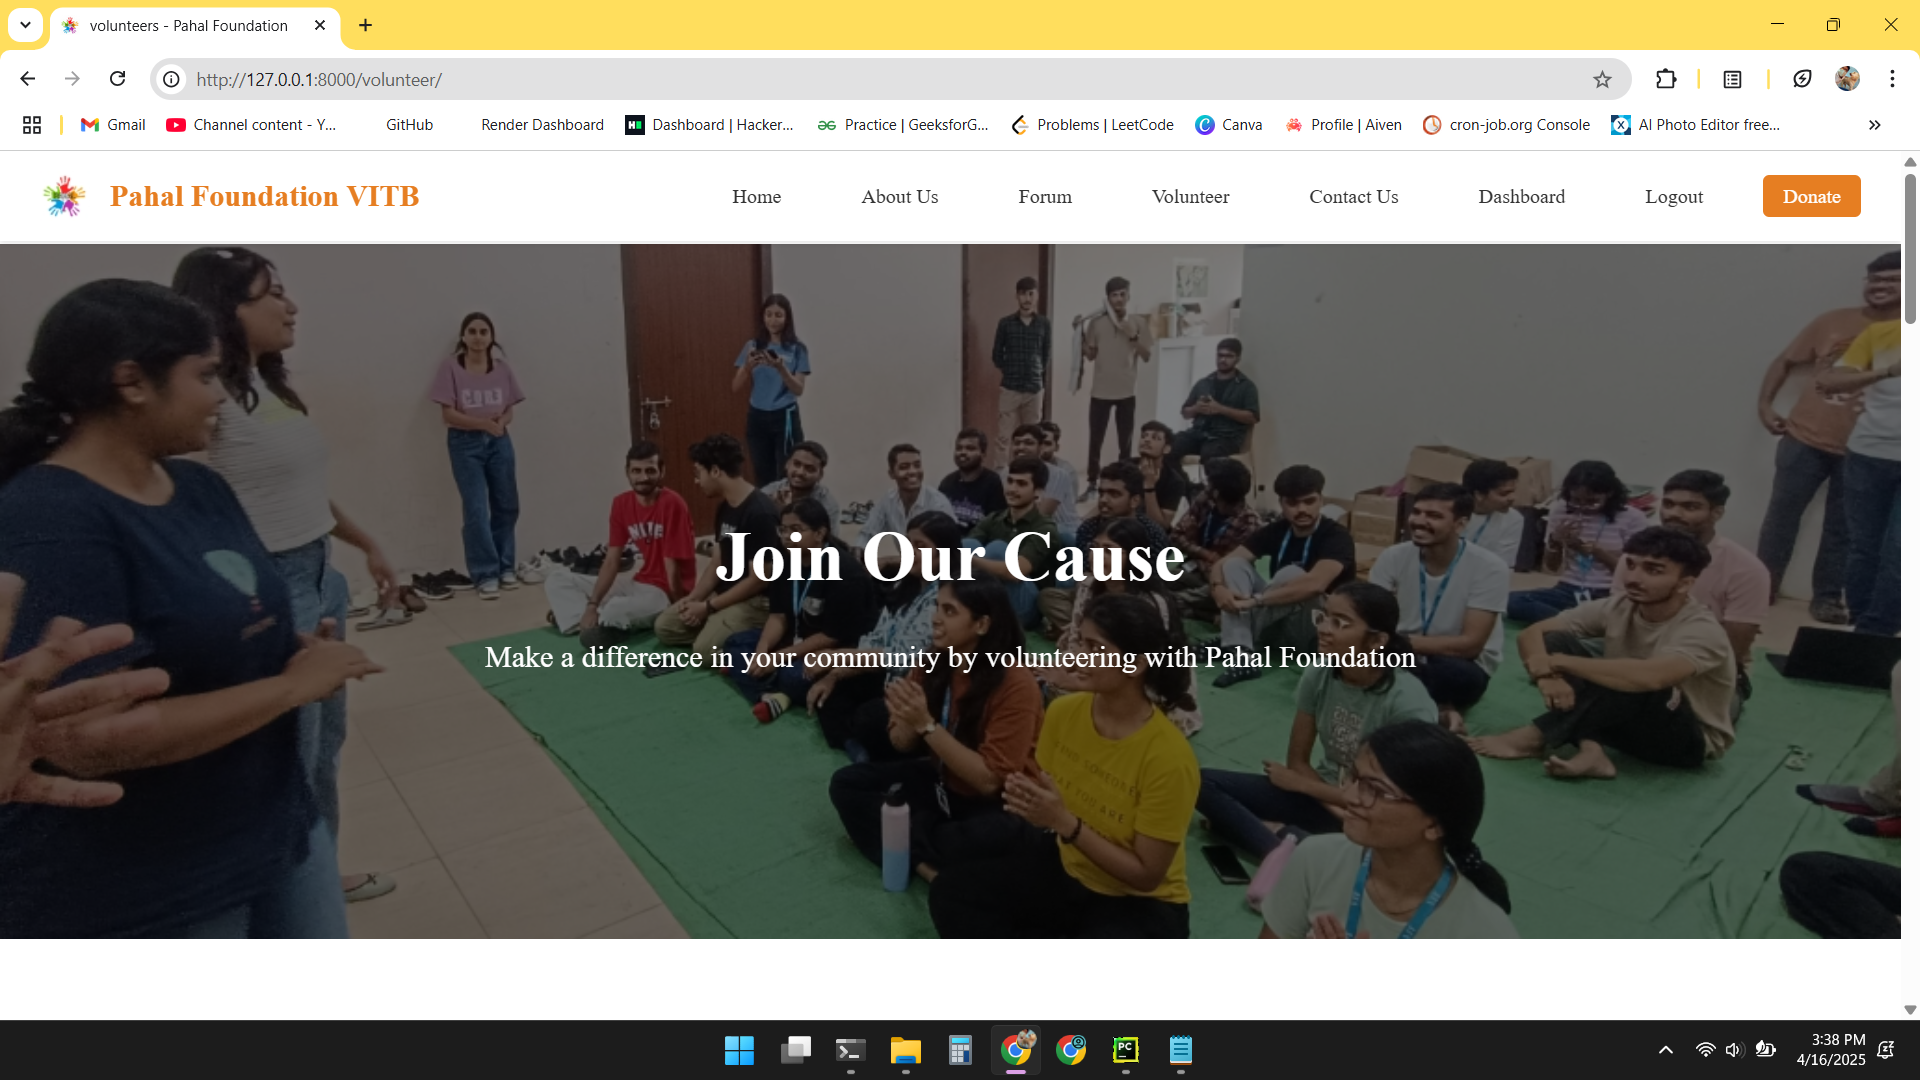 volunteers - Pahal Foundation
http://127.0.0.1:8000/volunteer/
Gmail
Channel content - Y...
GitHub
Render Dashboard
Dashboard | Hacker...
Practice | GeeksforG...
Problems | LeetCode
Canva
Profile | Aiven
cron-job.org Console
AI Photo Editor free...
Pahal Foundation VITB
Home
About Us
Forum
Volunteer
Contact Us
Dashboard
Logout
Donate
Join Our Cause
Make a difference in your community by volunteering with Pahal Foundation
PC
3:38 PM
4/16/2025